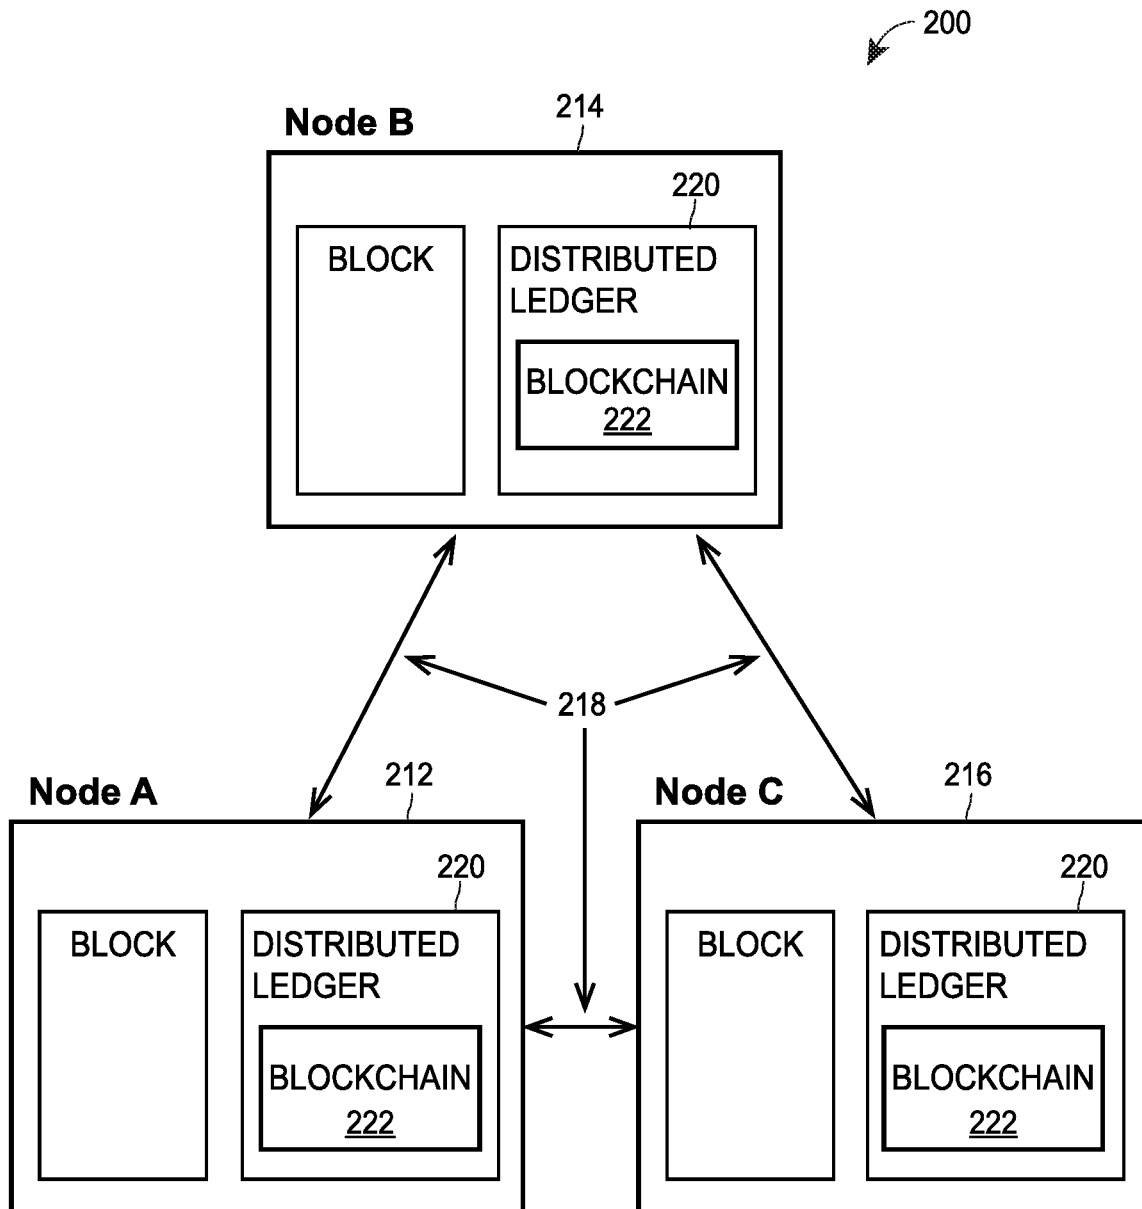 200
Node B
214
220
BLOCK
DISTRIBUTED
LEDGER
BLOCKCHAIN
222
218
Node A
212
220
BLOCK
DISTRIBUTED
LEDGER
BLOCKCHAIN
222
Node C
216
220
BLOCK
DISTRIBUTED
LEDGER
BLOCKCHAIN
222